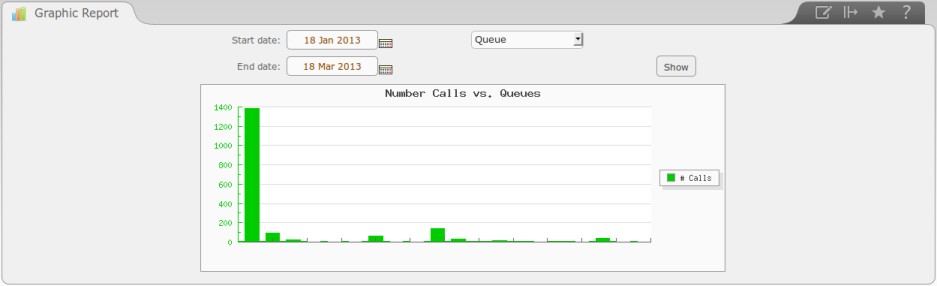 Graphic Report
?
Start date: 18 Jan 2013 Queue
End date: 18 Mar 2013 Show
Number Calls vs. Queues
1400
1200
1000
800
600
400
200
0
# Calls